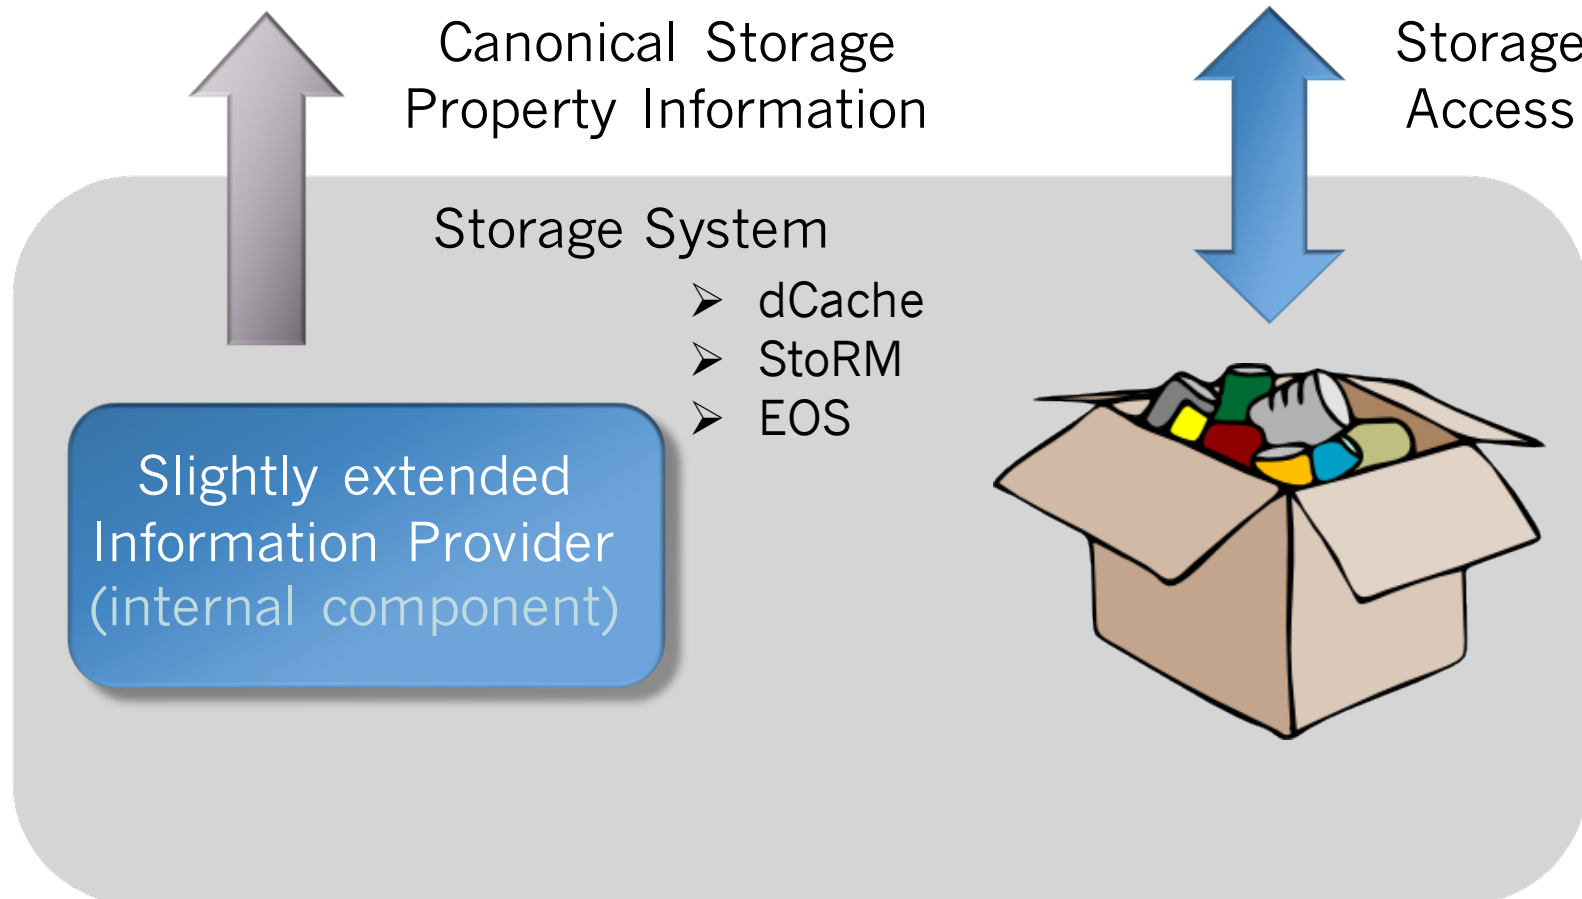 Canonical Storage
Property Information
Storage
Access
Storage System
➢ dCache
➢ StoRM
➢ EOS
Slightly extended
Information Provider
(internal component)